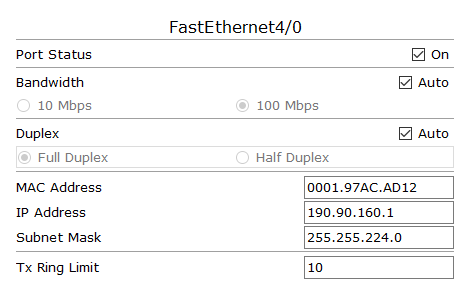 FastEthernet4/0
Port Status On
Bandwidth Auto
10 Mbps 100 Mbps
Duplex Auto
Full Duplex Half Duplex
MAC Address 0001.97AC.AD12
IP Address 190.90.160.1
Subnet Mask 255.255.224.0
Tx Ring Limit 10